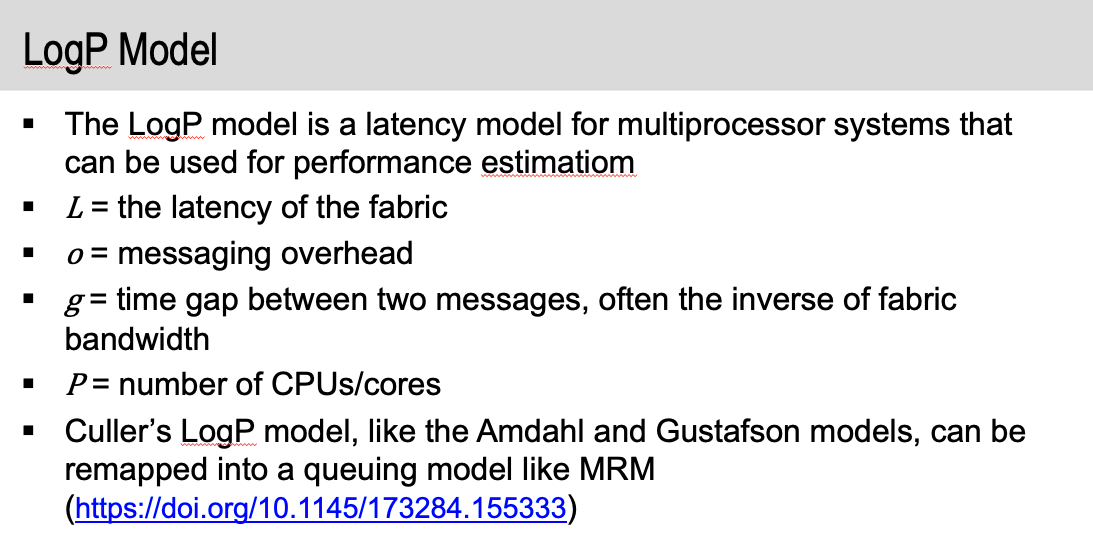 LogP Model
▪ The LogP model is a latency model for multiprocessor systems that
can be used for performance estimatiom
▪ L = the latency of the fabric
▪ o = messaging overhead
▪ g = time gap between two messages, often the inverse of fabric
bandwidth
▪ P = number of CPUs/cores
▪ Culler’s LogP model, like the Amdahl and Gustafson models, can be
remapped into a queuing model like MRM
(https://doi.org/10.1145/173284.155333)